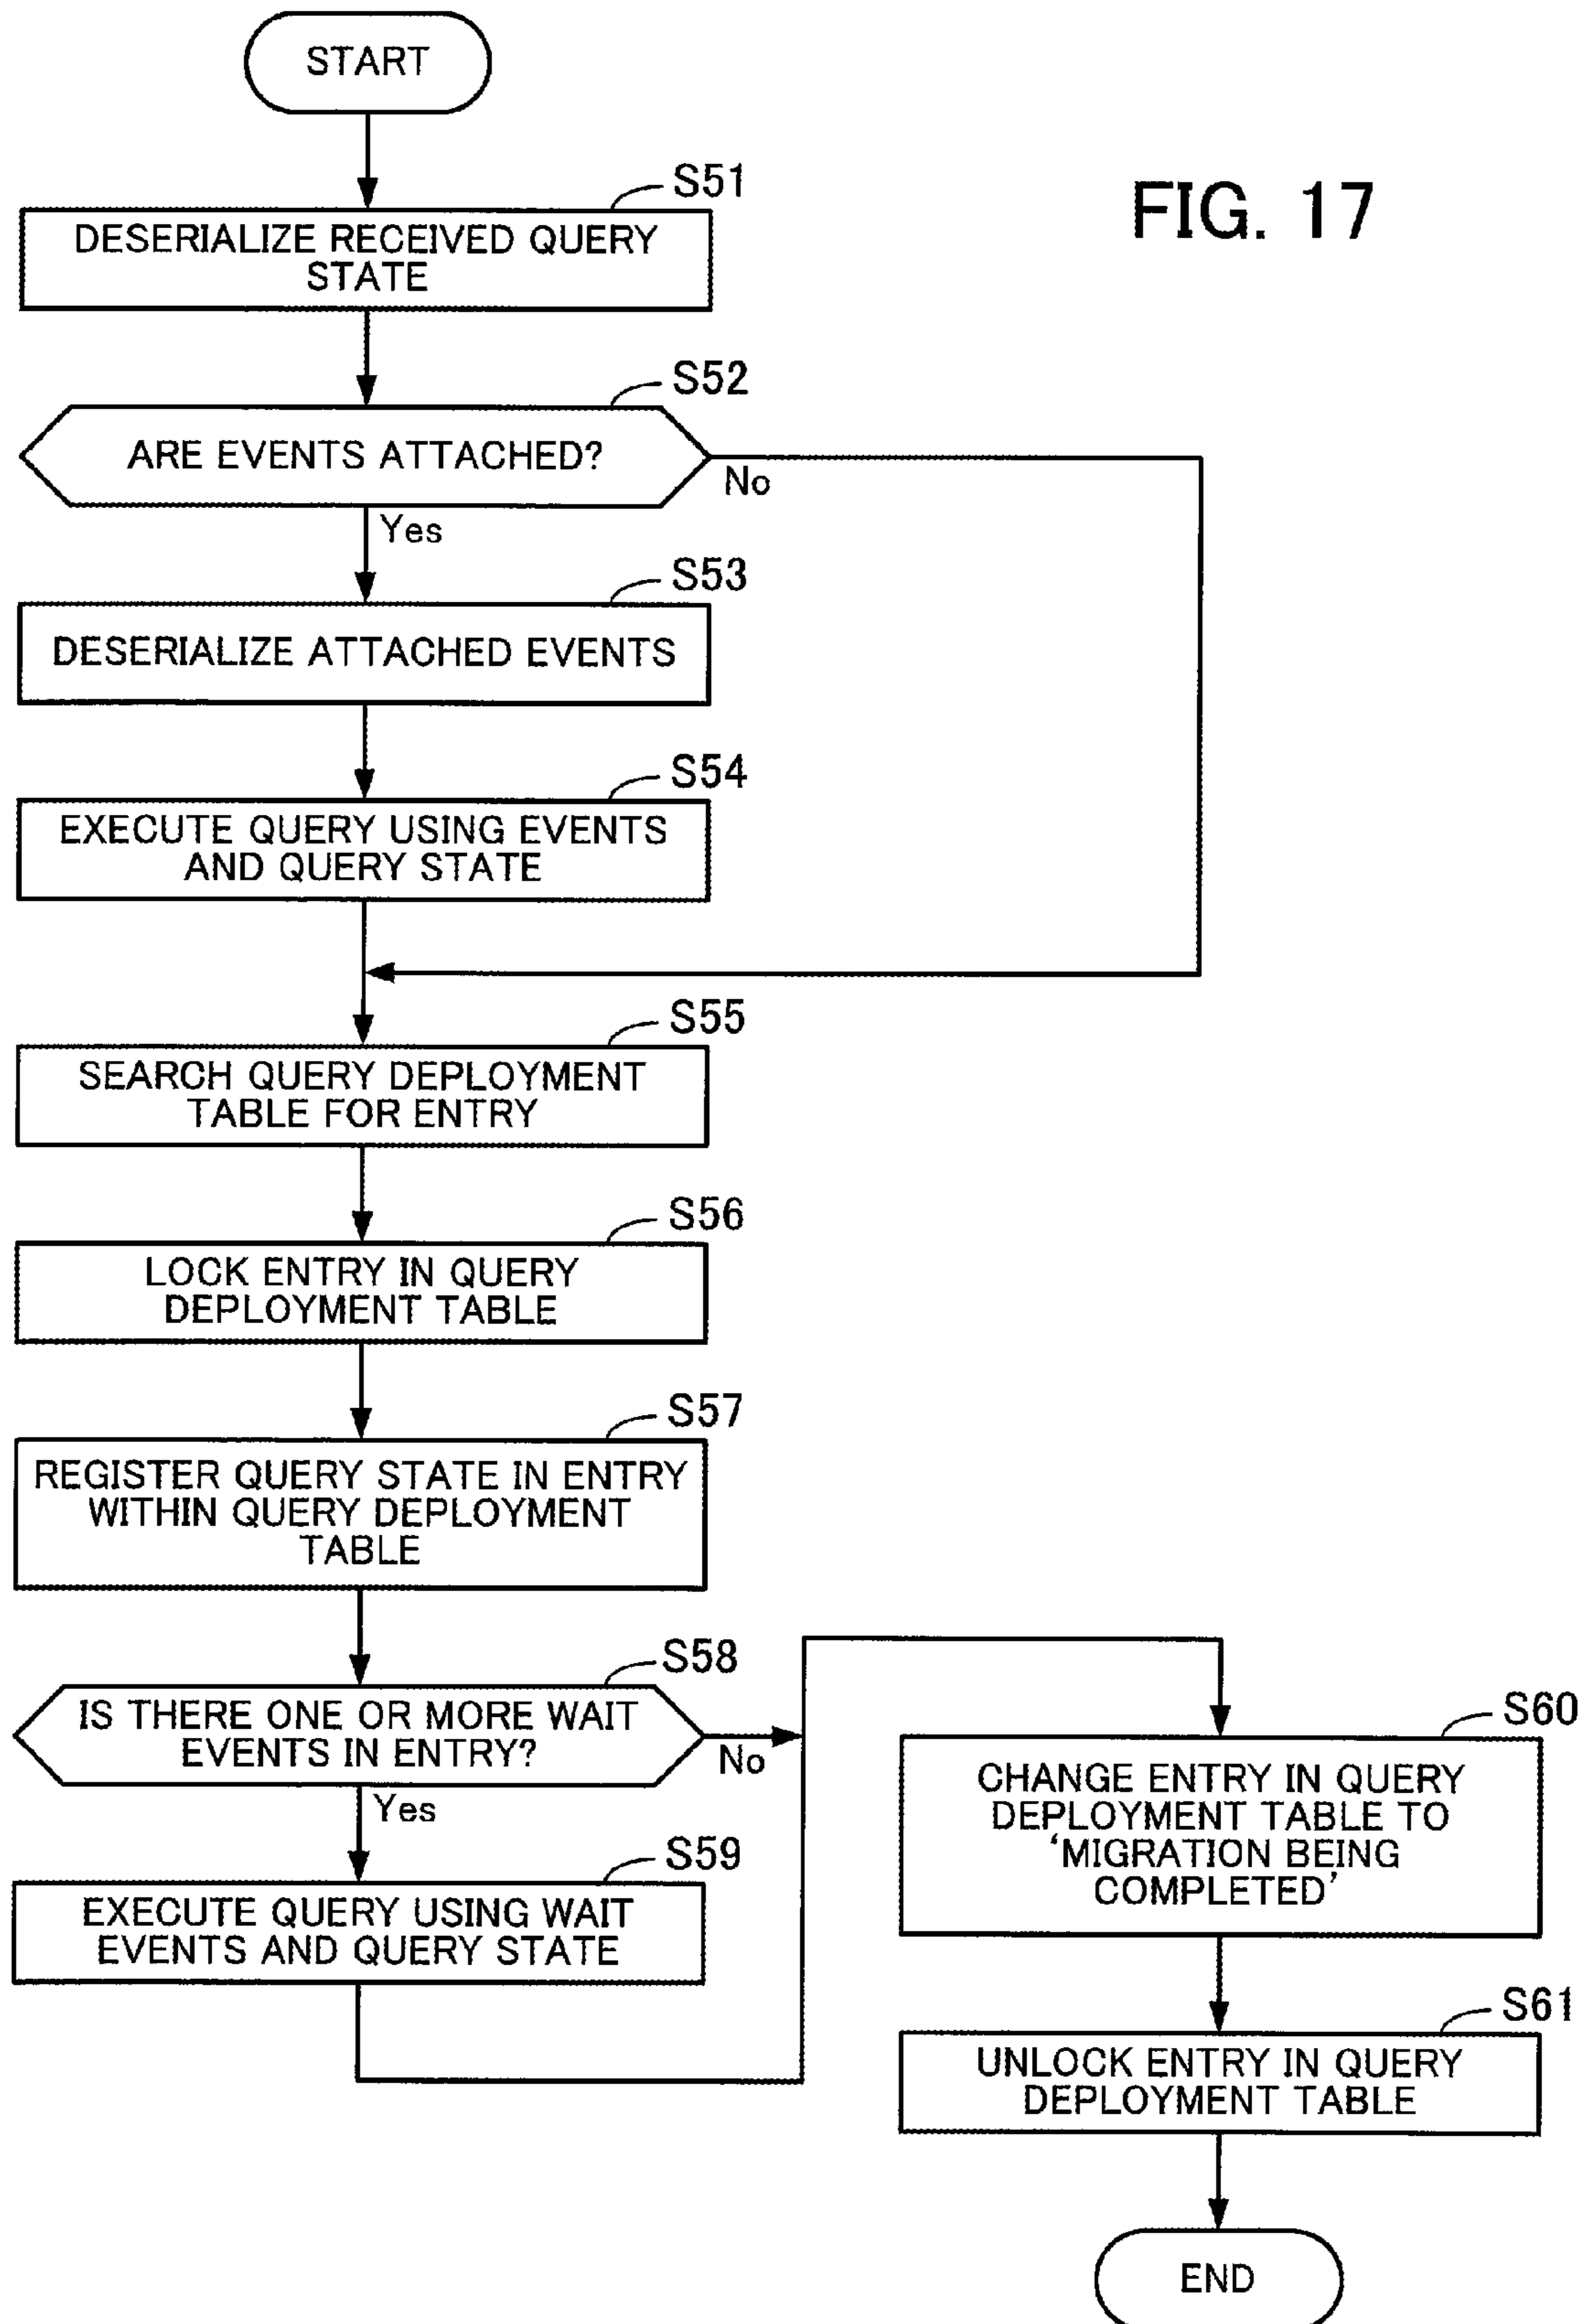 START
FIG. 17
S51
DESERIALIZE RECEIVED QUERY
STATE
S52
ARE EVENTS ATTACHED?
No
Yes
S53
DESERIALIZE ATTACHED EVENTS
S54
EXECUTE QUERY USING EVENTS
AND QUERY STATE
S55
SEARCH QUERY DEPLOYMENT
TABLE FOR ENTRY
S56
LOCK ENTRY IN QUERY
DEPLOYMENT TABLE
S57
REGISTER QUERY STATE IN ENTRY
WITHIN QUERY DEPLOYMENT
TABLE
S58
IS THERE ONE OR MORE WAIT
EVENTS IN ENTRY?
No
Yes
S59
EXECUTE QUERY USING WAIT
EVENTS AND QUERY STATE
S60
CHANGE ENTRY IN QUERY
DEPLOYMENT TABLE TO
‘MIGRATION BEING
COMPLETED’
S61
UNLOCK ENTRY IN QUERY
DEPLOYMENT TABLE
END